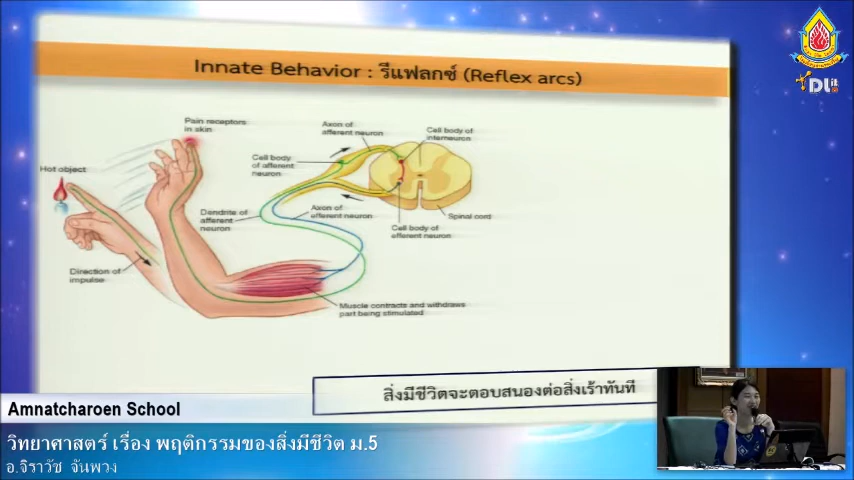 Innate Behavior : รีแฟลกซ์ (Reflex arcs)
Pain receptors
in skin
Hot object
Axon of
afferent neuron
Cell body of
interneuron
Cell body
of afferent
neuron
Dendrite of
afferent
neuron
Axon of
efferent neuron
Spinal cord
Cell body of
efferent neuron
Direction of
impulse
Muscle contracts and withdraws
part being stimulated
สิ่งมีชีวิตจะตอบสนองต่อสิ่งเร้าทันที
Amnatcharoen School
วิทยาศาสตร์ เรื่อง พฤติกรรมของสิ่งมีชีวิต ม.5
อ.จิราวัช จันพวง
DLit